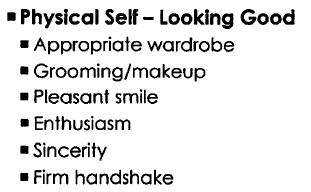 ▪ Physical Self – Looking Good
▪ Appropriate wardrobe
▪ Grooming/makeup
▪ Pleasant smile
▪ Enthusiasm
▪ Sincerity
▪ Firm handshake